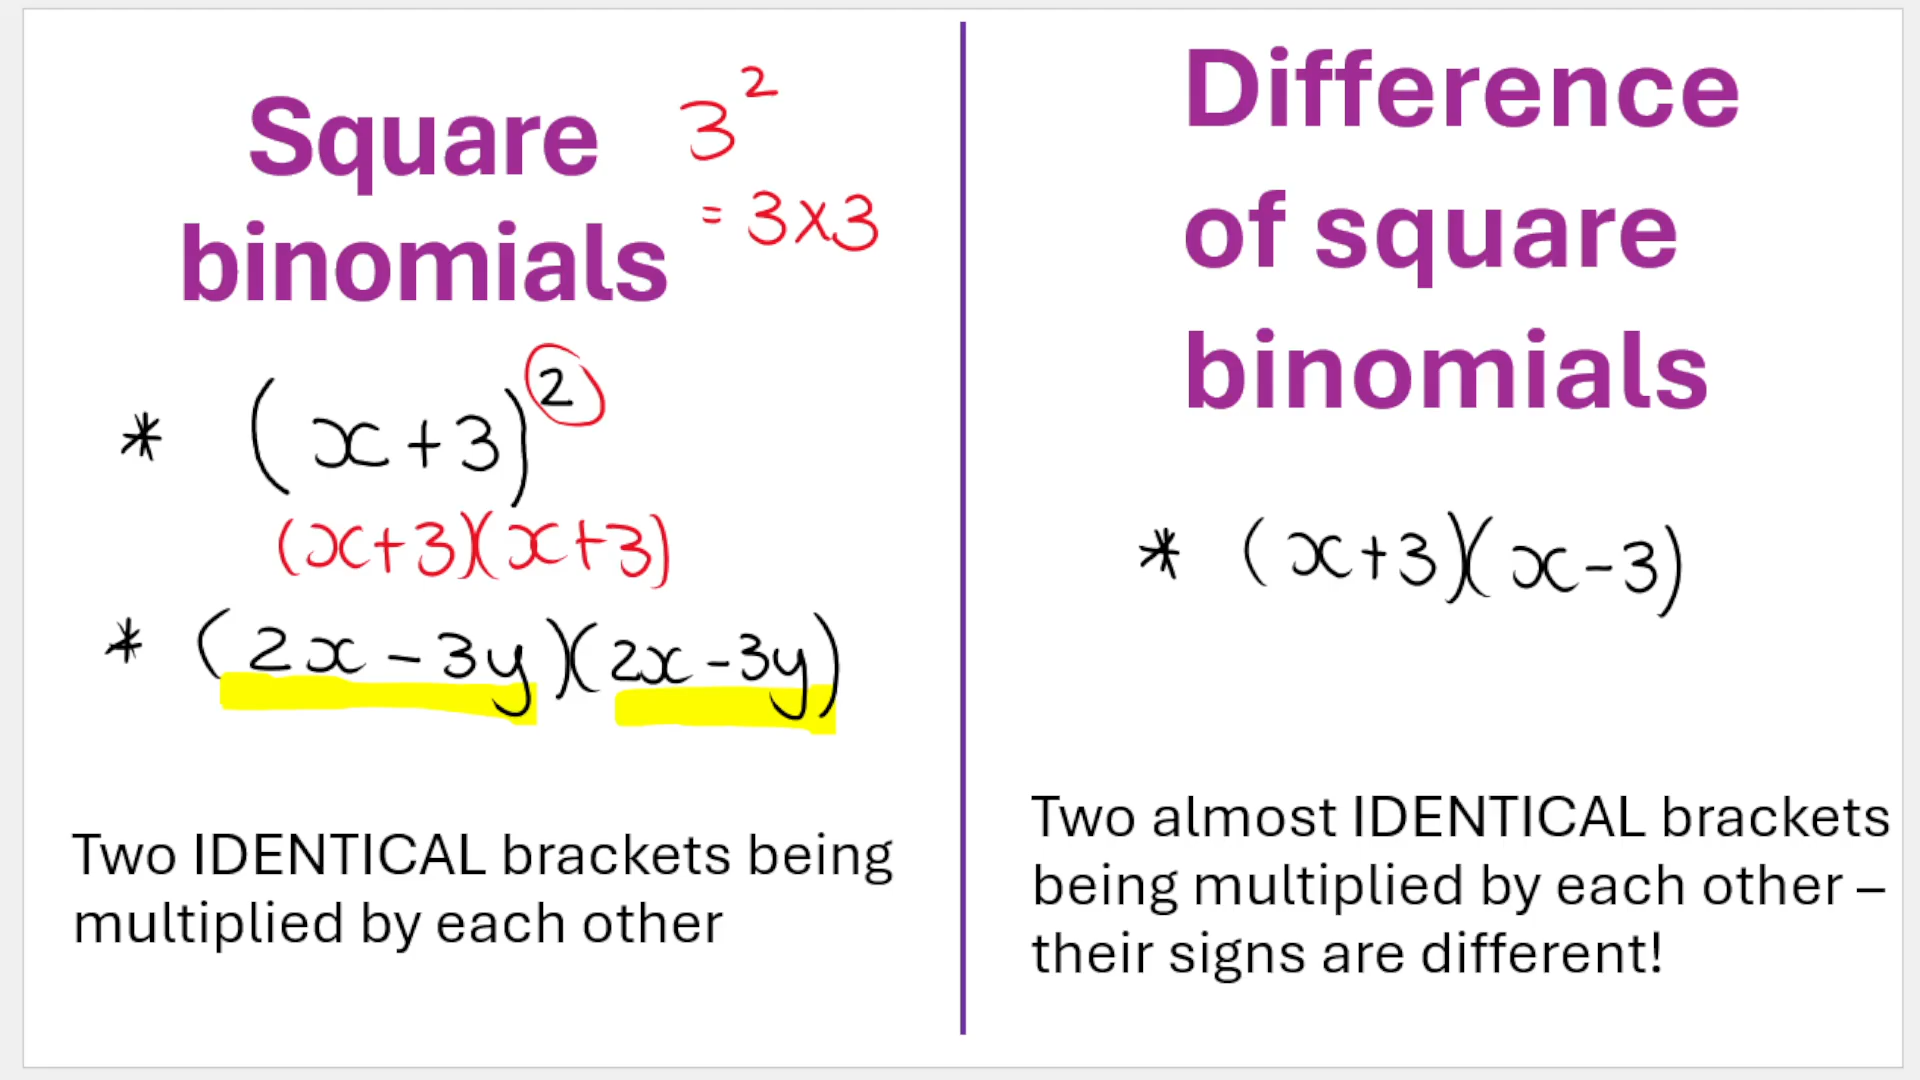 Square
binomials
3²
= 3×3
* (x+3)²
(x+3)(x+3)
* (2x-3y)(2x-3y)
Two IDENTICAL brackets being
multiplied by each other
Difference
of square
binomials
* (x+3)(x-3)
Two almost IDENTICAL brackets
being multiplied by each other –
their signs are different!